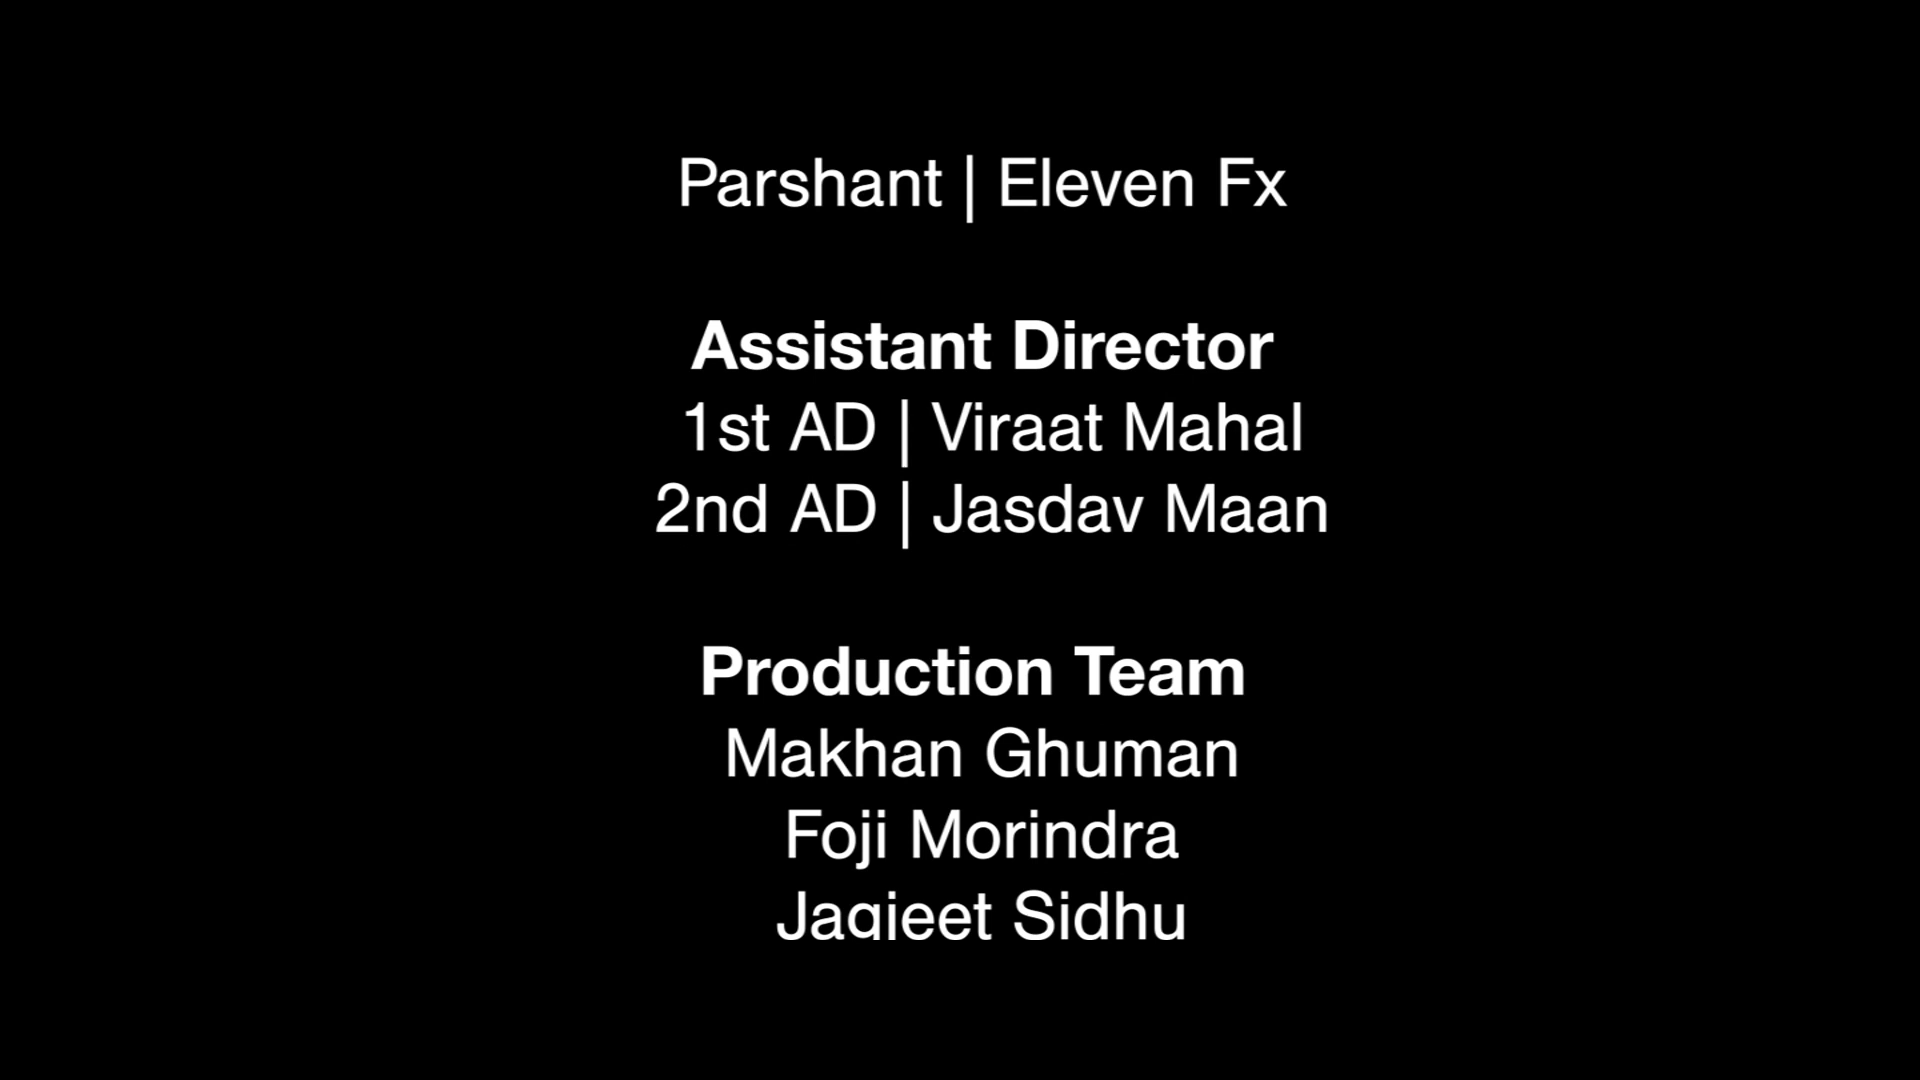 Parshant | Eleven Fx
Assistant Director
1st AD | Viraat Mahal
2nd AD | Jasdav Maan
Production Team
Makhan Ghuman
Foji Morindra
Jagjeet Sidhu